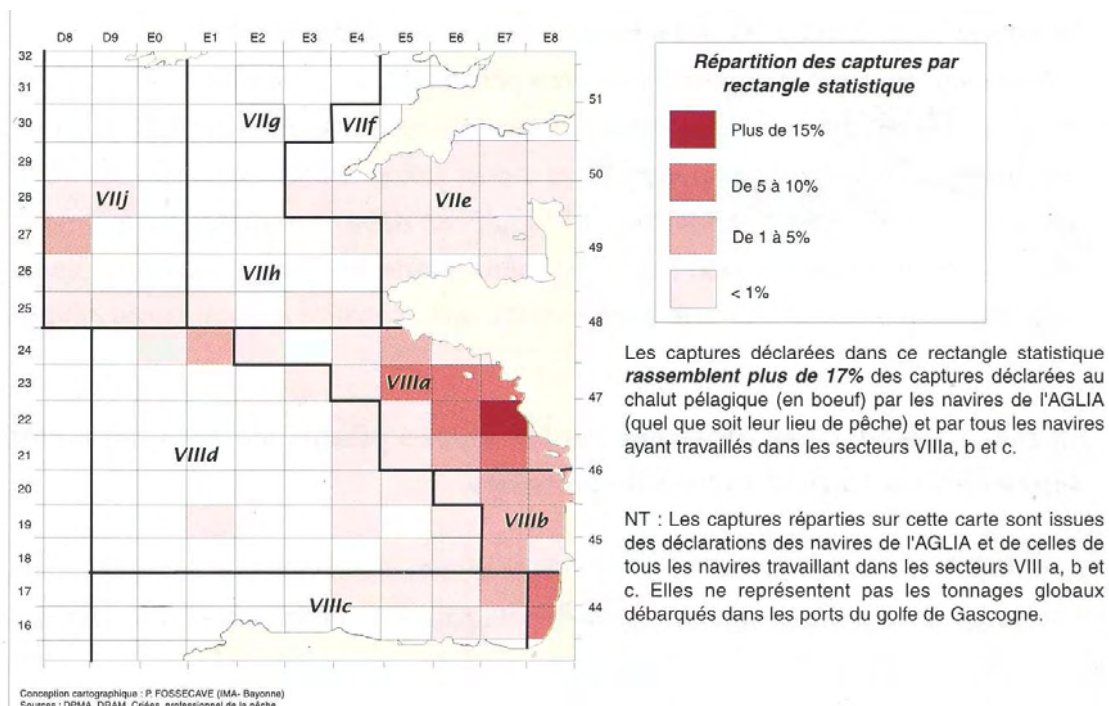 D8 D9 E0 E1 E2 E3 E4 E5 E6 E7 E8
32
31
51
30
VIIg
VIIf
29
50
28
VIIj
VIIe
27
49
26
VIIh
25
48
24
23
VIIIa
47
22
21
VIIId
46
20
19
VIIIb
45
18
17
VIIIc
44
16
Répartition des captures par
rectangle statistique
Plus de 15%
De 5 à 10%
De 1 à 5%
< 1%
Les captures déclarées dans ce rectangle statistique
rassemblent plus de 17% des captures déclarées au
chalut pélagique (en boeuf) par les navires de l'AGLIA
(quel que soit leur lieu de pêche) et par tous les navires
ayant travaillés dans les secteurs VIIIa, b et c.
NT : Les captures réparties sur cette carte sont issues
des déclarations des navires de l'AGLIA et de celles de
tous les navires travaillant dans les secteurs VIII a, b et
c. Elles ne représentent pas les tonnages globaux
débarqués dans les ports du golfe de Gascogne.
Conception cartographique : P. FOSSECAVE (IMA- Bayonne)
Sources : DPMA, DRAM, Criées, professionnel de la pêche